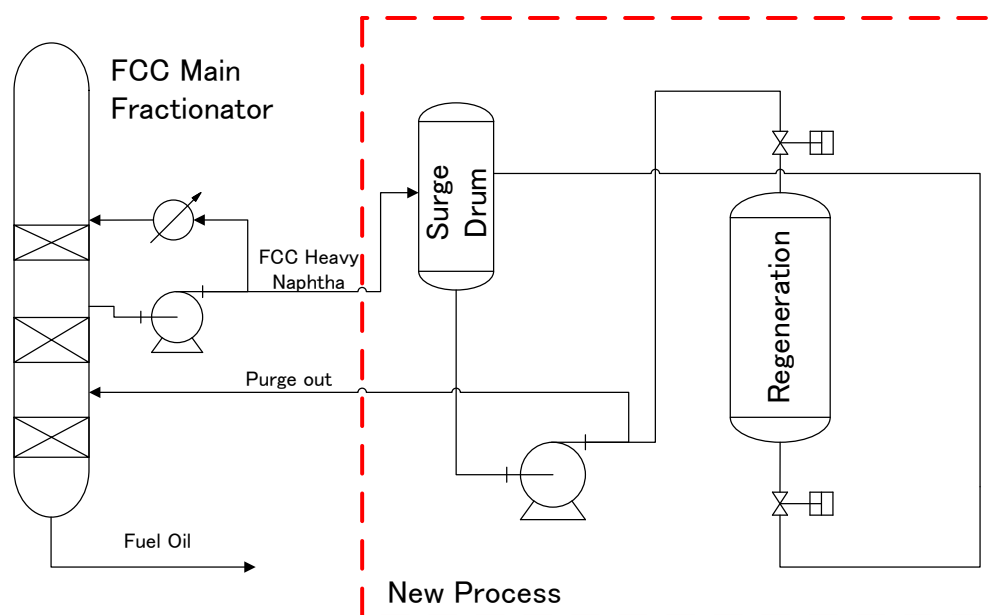 FCC Main
Fractionator
Surge
Drum
FCC Heavy
Naphtha
Regeneration
Purge out
Fuel Oil
New Process